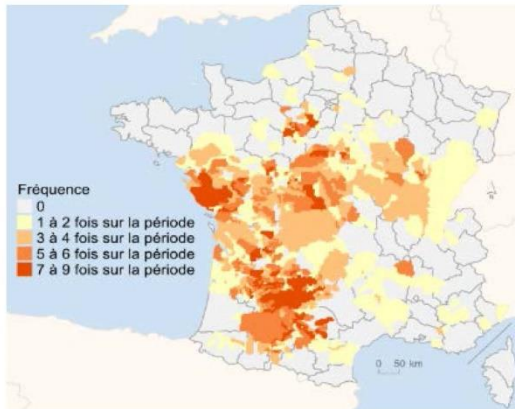 Fréquence
0
1 à 2 fois sur la période
3 à 4 fois sur la période
5 à 6 fois sur la période
7 à 9 fois sur la période
0 50 km